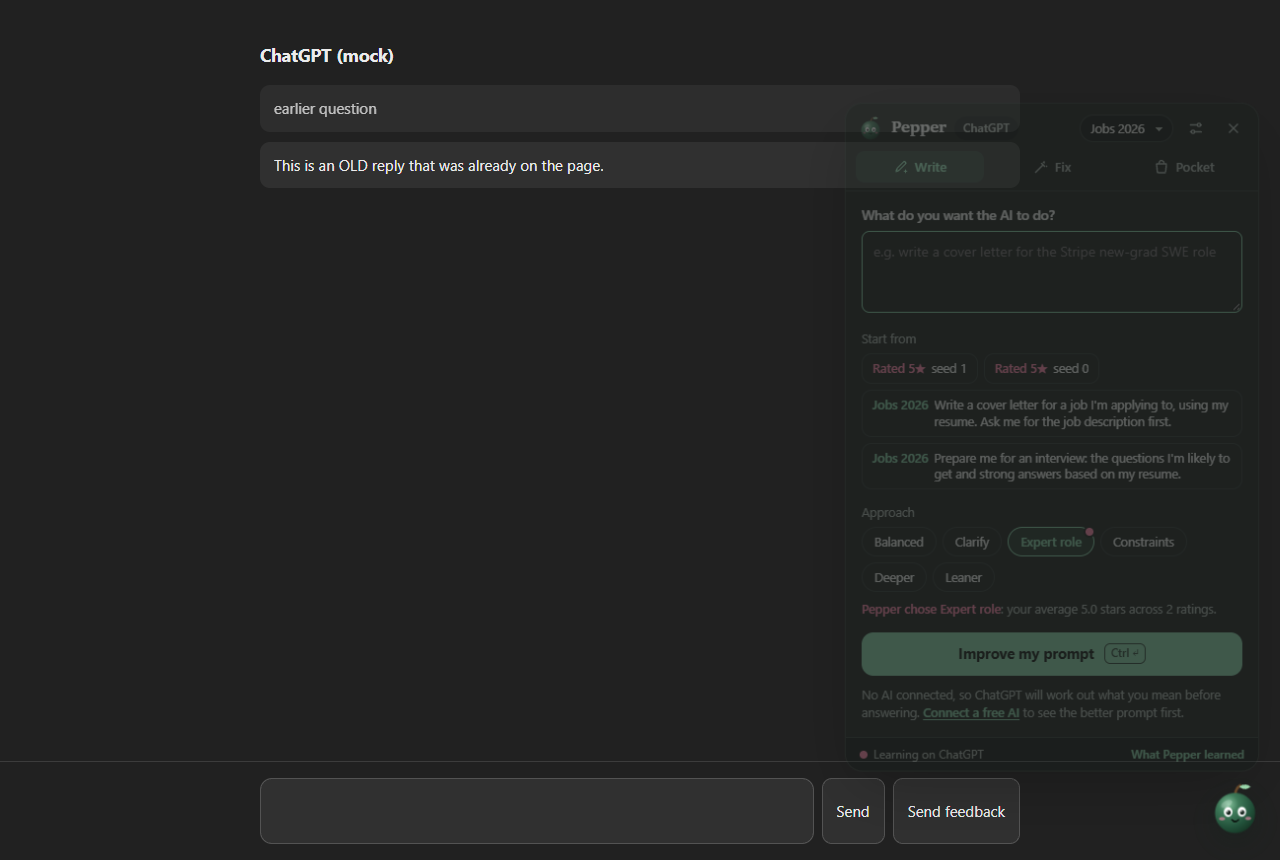 ChatGPT (mock)
earlier question
This is an OLD reply that was already on the page.
Pepper ChatGPT Jobs 2026
Write Fix Pocket
What do you want the AI to do?
e.g. write a cover letter for the Stripe new-grad SWE role
Start from
Rated 5★ seed 1 Rated 5★ seed 0
Jobs 2026 Write a cover letter for a job I'm applying to, using my
resume. Ask me for the job description first.
Jobs 2026 Prepare me for an interview: the questions I'm likely to
get and strong answers based on my resume.
Approach
Balanced Clarify Expert role Constraints
Deeper Leaner
Pepper chose Expert role: your average 5.0 stars across 2 ratings.
Improve my prompt Ctrl ⏎
No AI connected, so ChatGPT will work out what you mean before
answering. Connect a free AI to see the better prompt first.
Learning on ChatGPT What Pepper learned
Send Send feedback